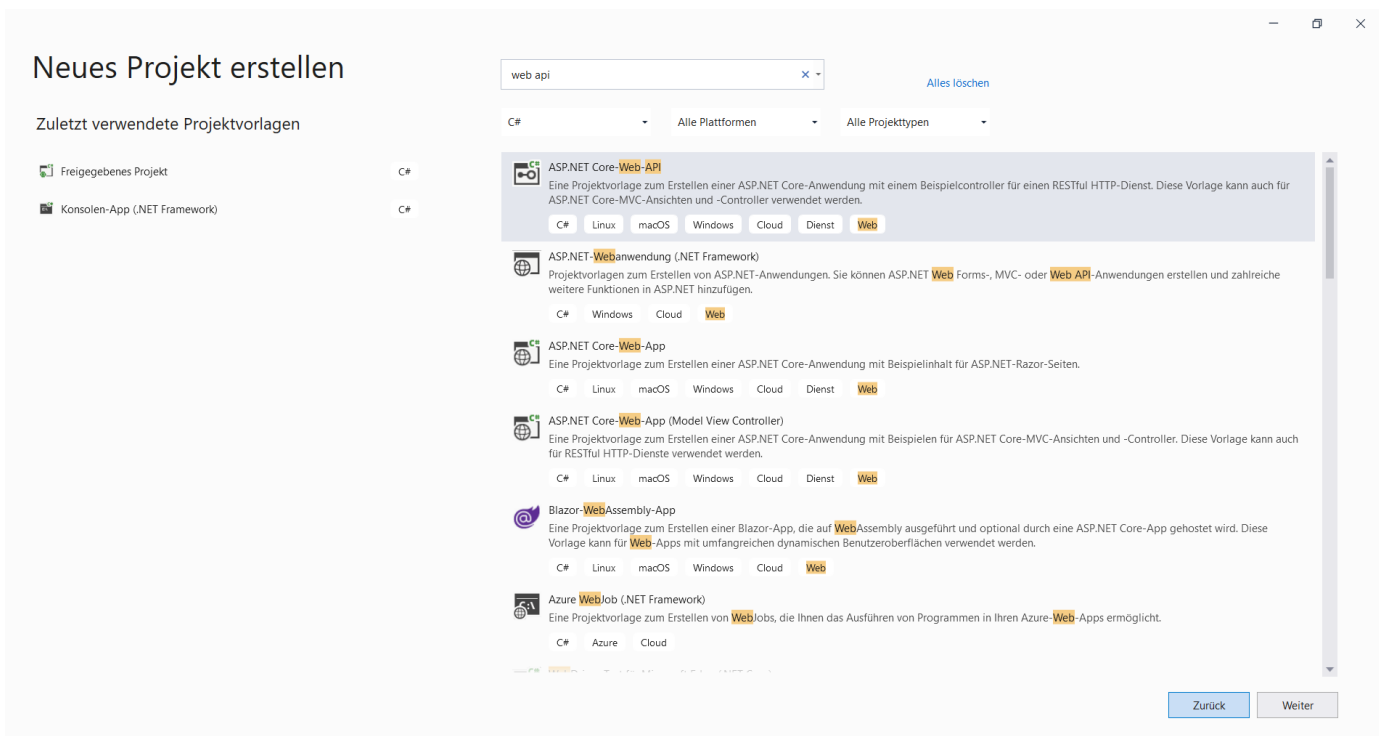 Neues Projekt erstellen
Zuletzt verwendete Projektvorlagen
Freigegebenes Projekt C#
Konsolen-App (.NET Framework) C#
web api
Alles löschen
C# Alle Plattformen Alle Projekttypen
ASP.NET Core-Web-API
Eine Projektvorlage zum Erstellen einer ASP.NET Core-Anwendung mit einem Beispielcontroller für einen RESTful HTTP-Dienst. Diese Vorlage kann auch für
ASP.NET Core-MVC-Ansichten und -Controller verwendet werden.
C# Linux macOS Windows Cloud Dienst Web
ASP.NET-Webanwendung (.NET Framework)
Projektvorlagen zum Erstellen von ASP.NET-Anwendungen. Sie können ASP.NET Web Forms-, MVC- oder Web API-Anwendungen erstellen und zahlreiche
weitere Funktionen in ASP.NET hinzufügen.
C# Windows Cloud Web
ASP.NET Core-Web-App
Eine Projektvorlage zum Erstellen einer ASP.NET Core-Anwendung mit Beispielinhalt für ASP.NET-Razor-Seiten.
C# Linux macOS Windows Cloud Dienst Web
ASP.NET Core-Web-App (Model View Controller)
Eine Projektvorlage zum Erstellen einer ASP.NET Core-Anwendung mit Beispielen für ASP.NET Core-MVC-Ansichten und -Controller. Diese Vorlage kann auch
für RESTful HTTP-Dienste verwendet werden.
C# Linux macOS Windows Cloud Dienst Web
Blazor-WebAssembly-App
Eine Projektvorlage zum Erstellen einer Blazor-App, die auf WebAssembly ausgeführt und optional durch eine ASP.NET Core-App gehostet wird. Diese
Vorlage kann für Web-Apps mit umfangreichen dynamischen Benutzeroberflächen verwendet werden.
C# Linux macOS Windows Cloud Web
Azure WebJob (.NET Framework)
Eine Projektvorlage zum Erstellen von WebJobs, die Ihnen das Ausführen von Programmen in Ihren Azure-Web-Apps ermöglicht.
C# Azure Cloud
Zurück Weiter